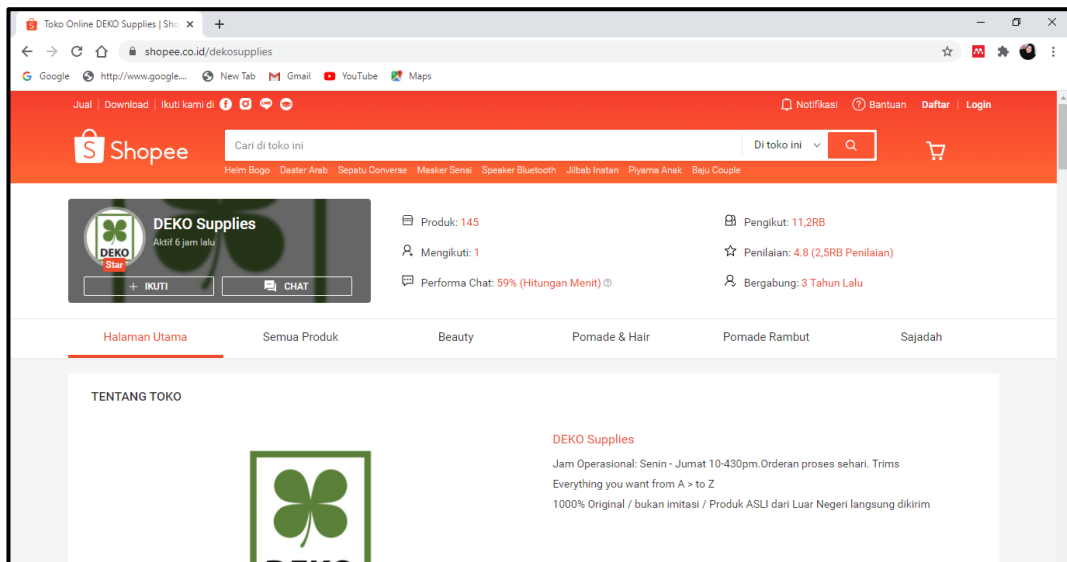 Toko Online DEKO Supplies | Sho
shopee.co.id/dekosupplies
Google http://www.google.... New Tab Gmail YouTube Maps
Jual | Download | Ikuti kami di Notifikasi Bantuan Daftar | Login
Shopee Cari di toko ini Di toko ini
Helm Bogo Daster Arab Sepatu Converse Masker Sensi Speaker Bluetooth Jilbab Instan Piyama Anak Baju Couple
DEKO Supplies
Aktif 6 jam lalu
DEKO
Star
+ IKUTI CHAT
Produk: 145 Pengikut: 11,2RB
Mengikuti: 1 Penilaian: 4.8 (2,5RB Penilaian)
Performa Chat: 59% (Hitungan Menit) Bergabung: 3 Tahun Lalu
Halaman Utama Semua Produk Beauty Pomade & Hair Pomade Rambut Sajadah
TENTANG TOKO
DEKO Supplies
Jam Operasional: Senin - Jumat 10-430pm.Orderan proses sehari. Trims
Everything you want from A > to Z
1000% Original / bukan imitasi / Produk ASLI dari Luar Negeri langsung dikirim
DEKO